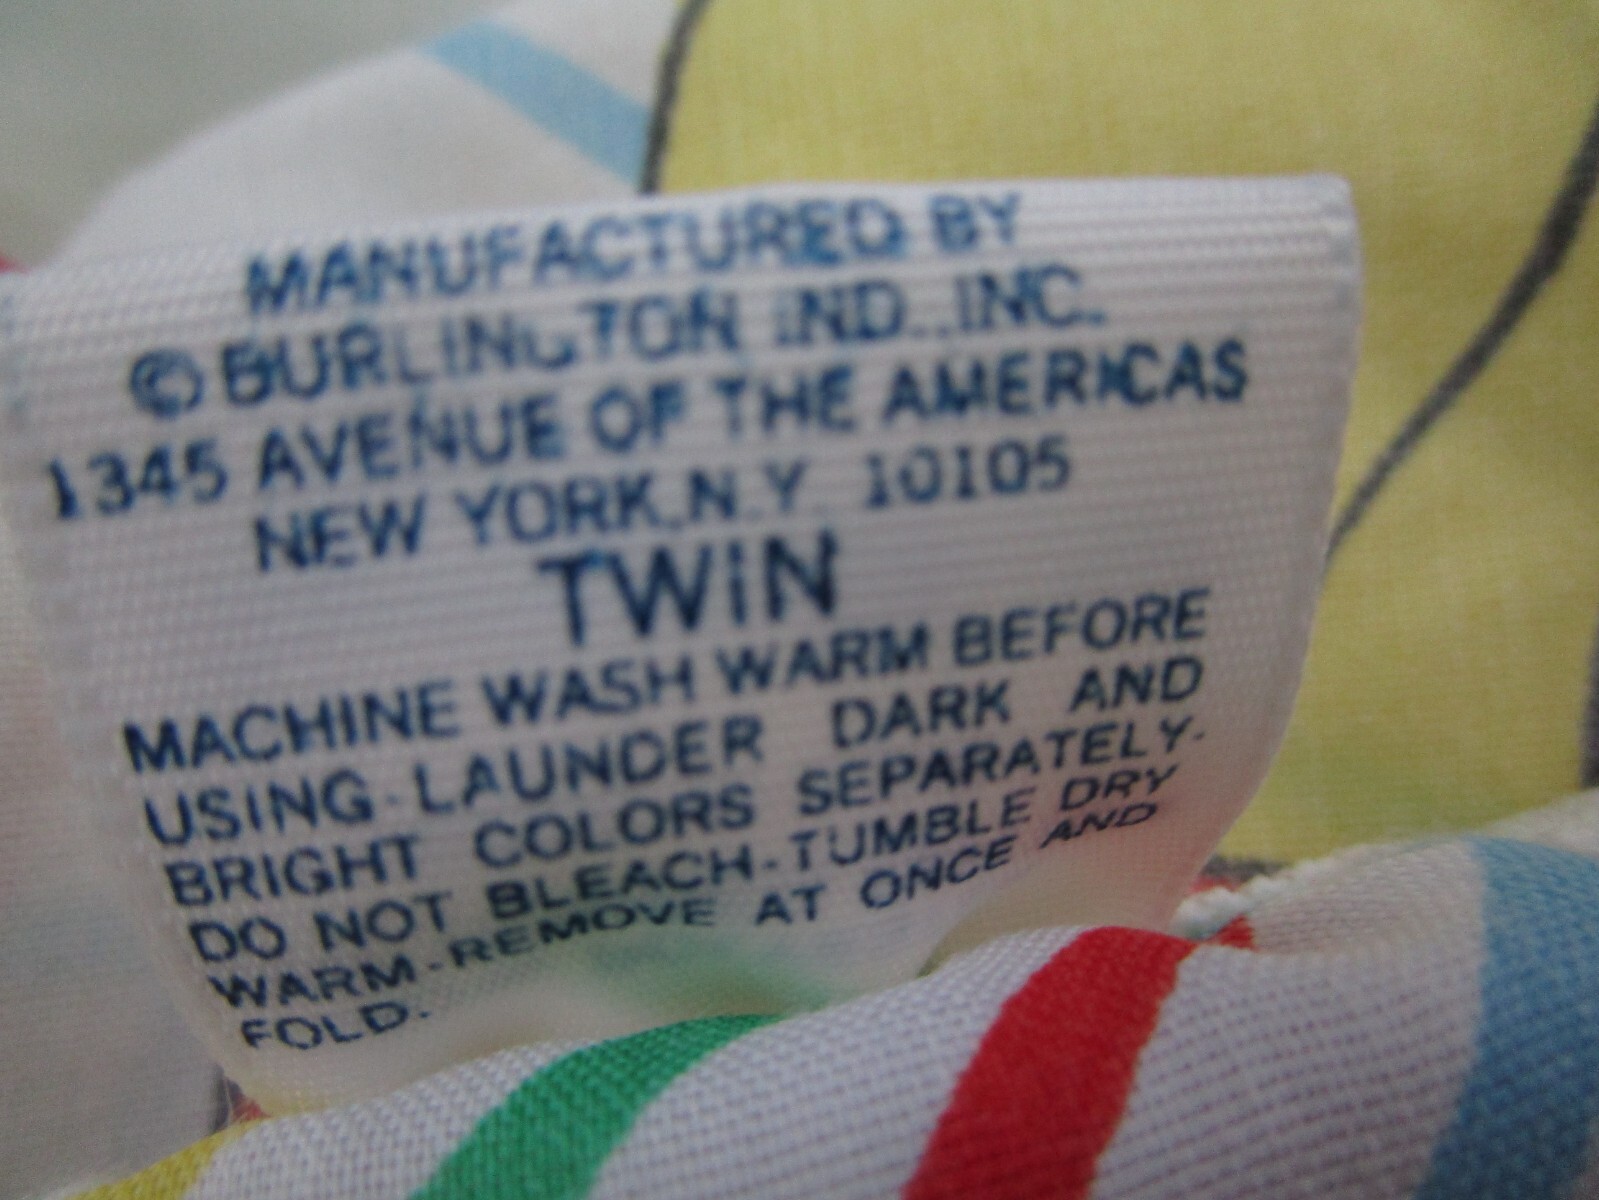 MANUFACTURED BY
© BURLINGTON IND., INC.
1345 AVENUE OF THE AMERICAS
NEW YORK, N.Y. 10105
TWIN
MACHINE WASH WARM BEFORE
USING-LAUNDER DARK AND
BRIGHT COLORS SEPARATELY-
DO NOT BLEACH-TUMBLE DRY
WARM-REMOVE AT ONCE AND
FOLD.